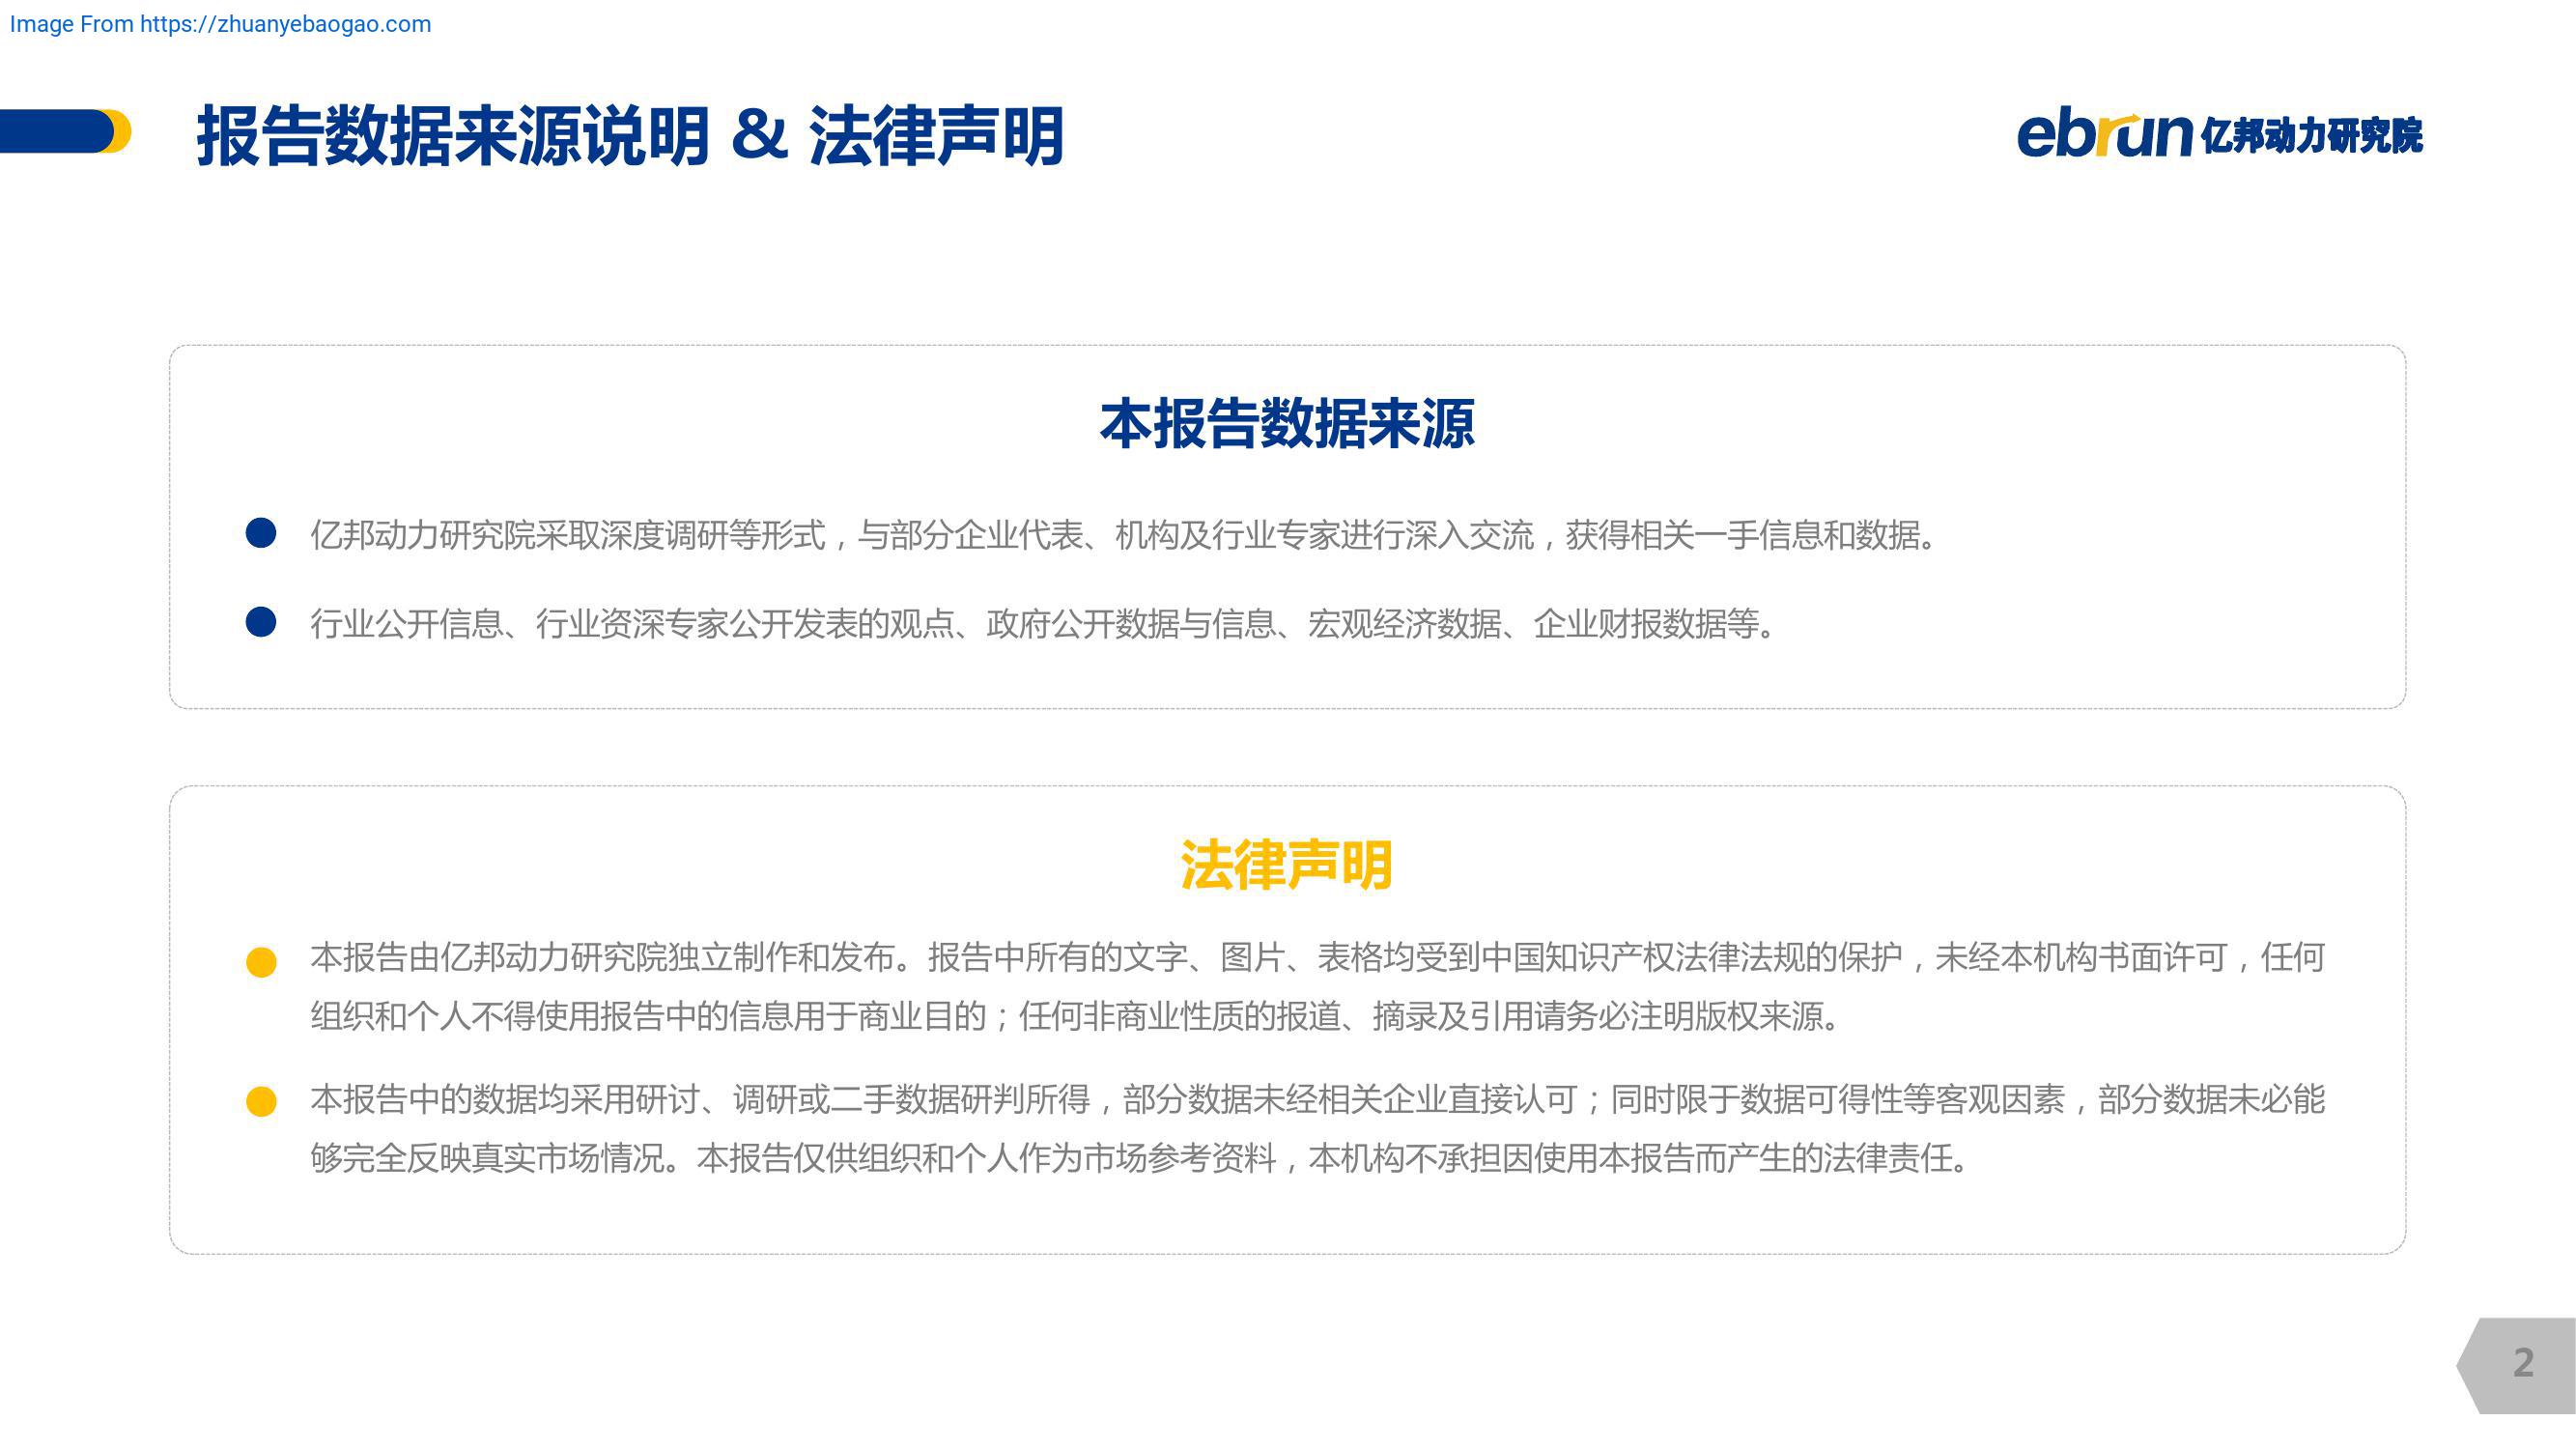 Image From https://zhuanyebaogao.com
报告数据来源说明 & 法律声明
ebrun 亿邦动力研究院
本报告数据来源
亿邦动力研究院采取深度调研等形式，与部分企业代表、机构及行业专家进行深入交流，获得相关一手信息和数据。
行业公开信息、行业资深专家公开发表的观点、政府公开数据与信息、宏观经济数据、企业财报数据等。
法律声明
本报告由亿邦动力研究院独立制作和发布。报告中所有的文字、图片、表格均受到中国知识产权法律法规的保护，未经本机构书面许可，任何
组织和个人不得使用报告中的信息用于商业目的；任何非商业性质的报道、摘录及引用请务必注明版权来源。
本报告中的数据均采用研讨、调研或二手数据研判所得，部分数据未经相关企业直接认可；同时限于数据可得性等客观因素，部分数据未必能
够完全反映真实市场情况。本报告仅供组织和个人作为市场参考资料，本机构不承担因使用本报告而产生的法律责任。
2